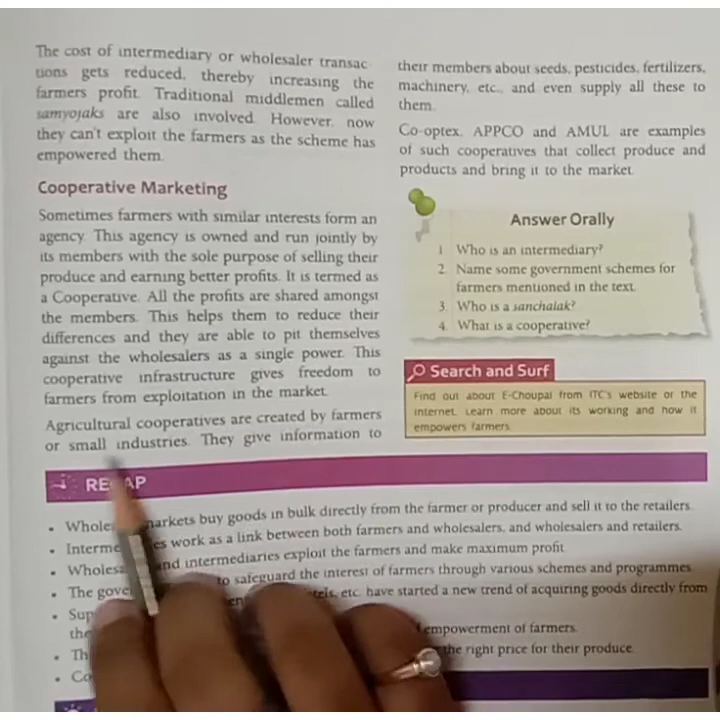 The cost of intermediary or wholesaler transac
tions gets reduced, thereby increasing the
farmers profit. Traditional middlemen called
samyojaks are also involved. However, now
they can't exploit the farmers as the scheme has
empowered them.
Cooperative Marketing
Sometimes farmers with similar interests form an
agency. This agency is owned and run jointly by
its members with the sole purpose of selling their
produce and earning better profits. It is termed as
a Cooperative. All the profits are shared amongst
the members. This helps them to reduce their
differences and they are able to pit themselves
against the wholesalers as a single power. This
cooperative infrastructure gives freedom to
farmers from exploitation in the market.
Agricultural cooperatives are created by farmers
or small industries. They give information to
their members about seeds, pesticides, fertilizers,
machinery, etc., and even supply all these to
them.
Co-optex, APPCO and AMUL are examples
of such cooperatives that collect produce and
products and bring it to the market.
Answer Orally
1 Who is an intermediary?
2. Name some government schemes for
farmers mentioned in the text.
3. Who is a sanchalak?
4. What is a cooperative?
Search and Surf
Find out about E-Choupal from ITC's website or the
internet. Learn more about its working and how it
empowers farmers.
RECAP
• markets buy goods in bulk directly from the farmer or producer and sell it to the retailers.
• work as a link between both farmers and wholesalers, and wholesalers and retailers.
• and intermediaries exploit the farmers and make maximum profit.
• The to safeguard the interest of farmers through various schemes and programmes.
• etc. have started a new trend of acquiring goods directly from
the
• empowerment of farmers.
• the right price for their produce.